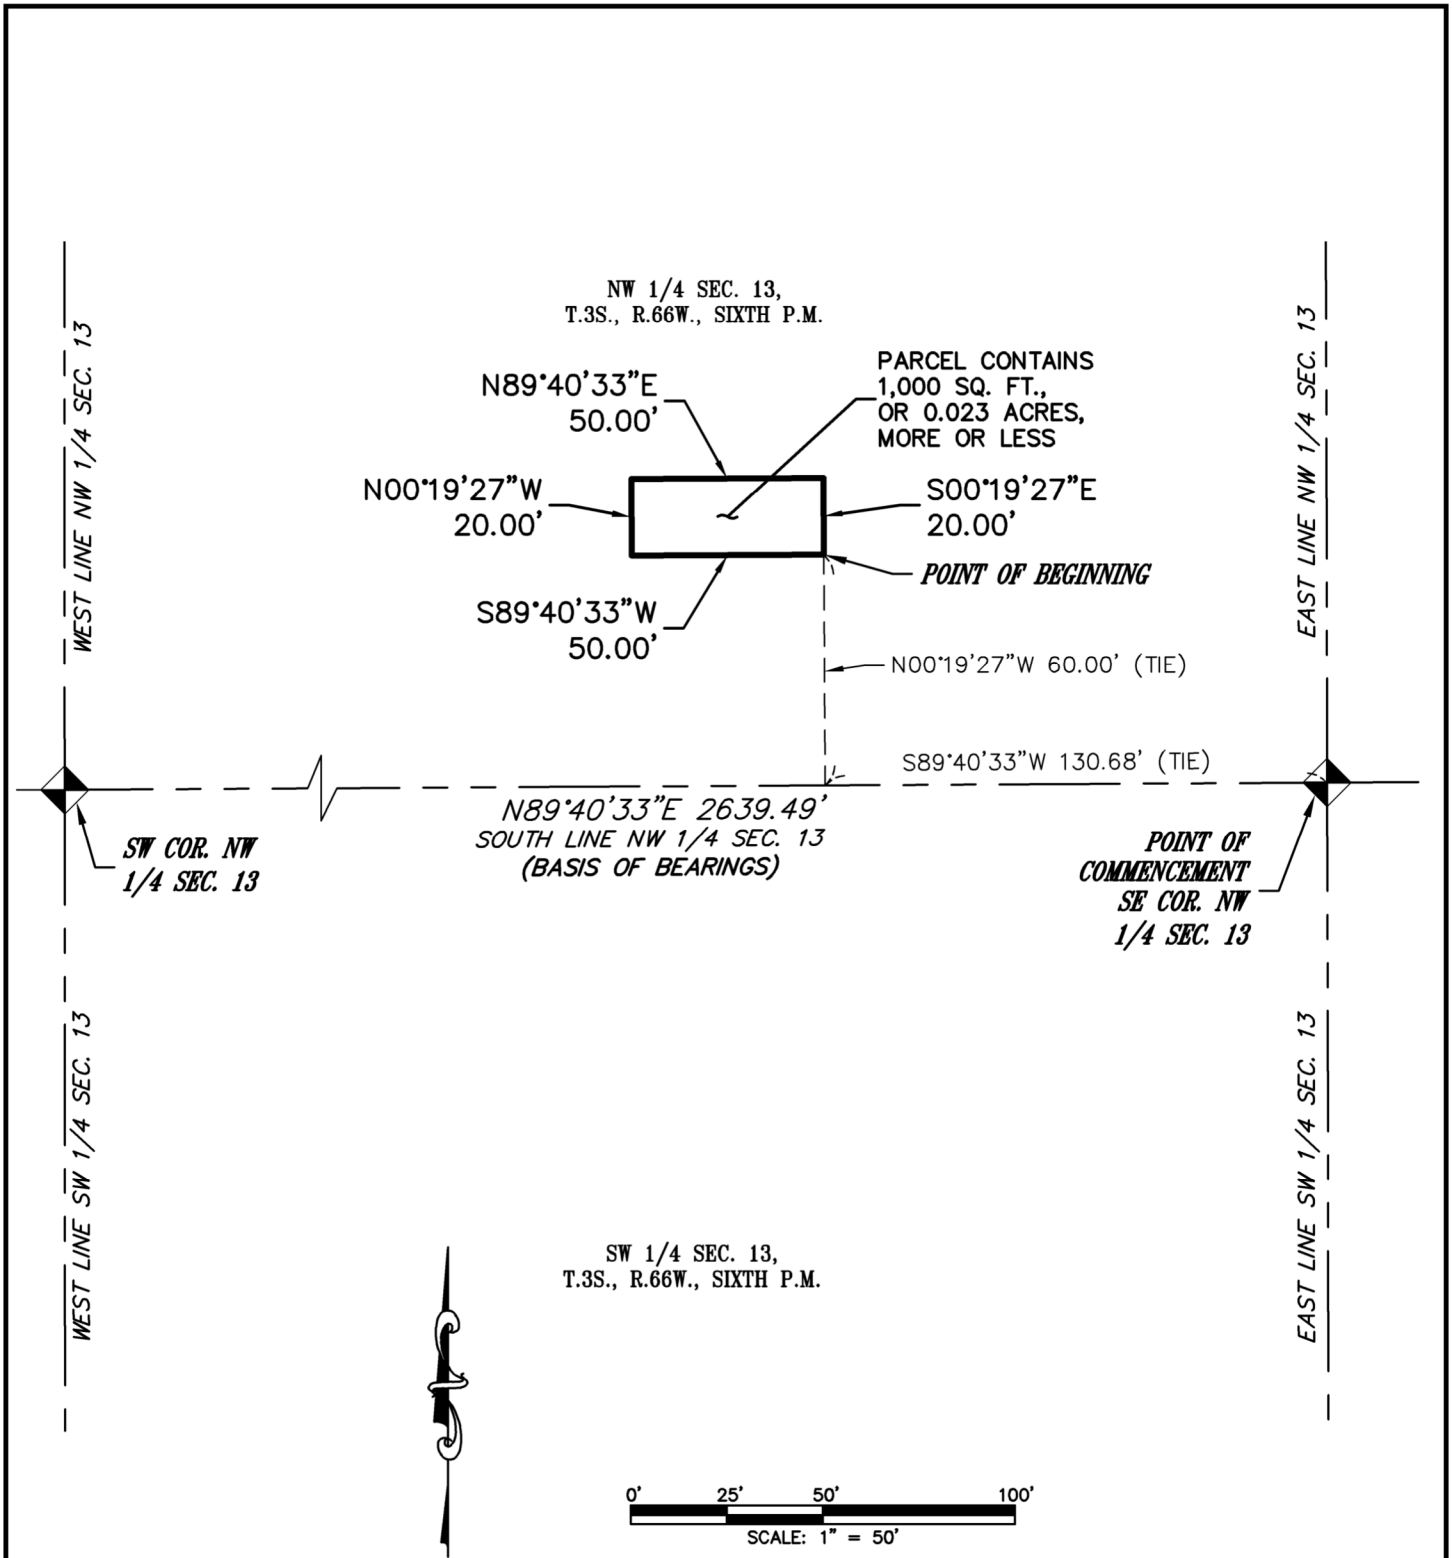 NW 1/4 SEC. 13,
T.3S., R.66W., SIXTH P.M.
WEST LINE NW 1/4 SEC. 13
EAST LINE NW 1/4 SEC. 13
N89°40'33"E
50.00'
PARCEL CONTAINS
1,000 SQ. FT.,
OR 0.023 ACRES,
MORE OR LESS
N00°19'27"W
20.00'
S00°19'27"E
20.00'
POINT OF BEGINNING
S89°40'33"W
50.00'
N00°19'27"W 60.00' (TIE)
S89°40'33"W 130.68' (TIE)
N89°40'33"E 2639.49'
SOUTH LINE NW 1/4 SEC. 13
(BASIS OF BEARINGS)
SW COR. NW
1/4 SEC. 13
POINT OF
COMMENCEMENT
SE COR. NW
1/4 SEC. 13
WEST LINE SW 1/4 SEC. 13
EAST LINE SW 1/4 SEC. 13
SW 1/4 SEC. 13,
T.3S., R.66W., SIXTH P.M.
0' 25' 50' 100'
SCALE: 1" = 50'